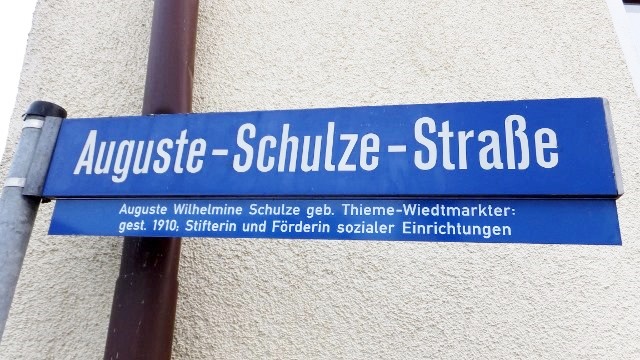 Auguste-Schulze-Straße
Auguste Wilhelmine Schulze geb. Thieme-Wiedtmarkter:
gest. 1910; Stifterin und Förderin sozialer Einrichtungen